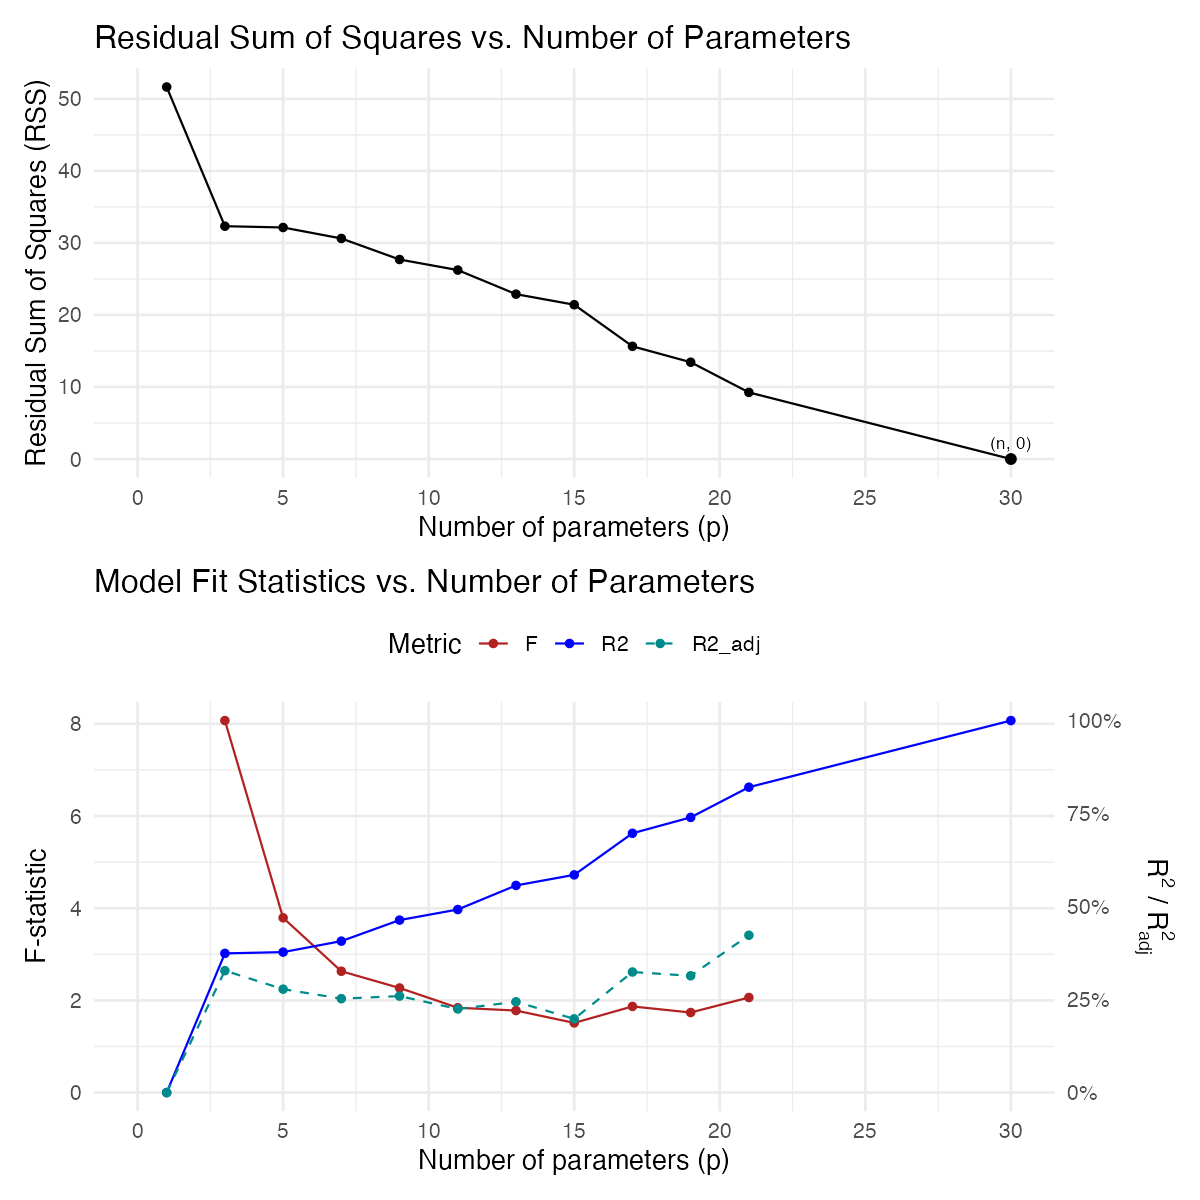 Residual Sum of Squares vs. Number of Parameters
Residual Sum of Squares (RSS)
50
40
30
20
10
0
(n, 0)
0 5 10 15 20 25 30
Number of parameters (p)
Model Fit Statistics vs. Number of Parameters
Metric F R2 R2_adj
F-statistic
8
6
4
2
0
100%
75%
50%
25%
0%
R² / R²adj
0 5 10 15 20 25 30
Number of parameters (p)